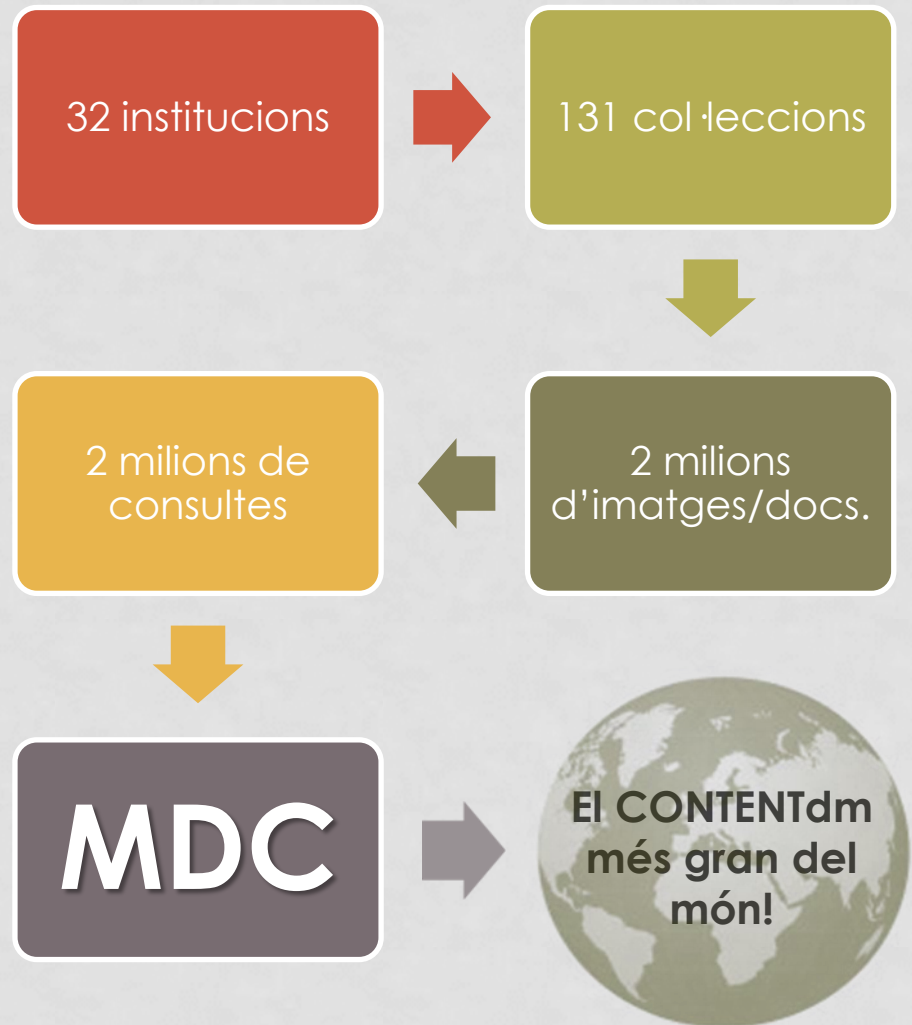 32 institucions
131 col·leccions
2 milions
d’imatges/docs.
2 milions de
consultes
MDC
El CONTENTdm
més gran del
món!